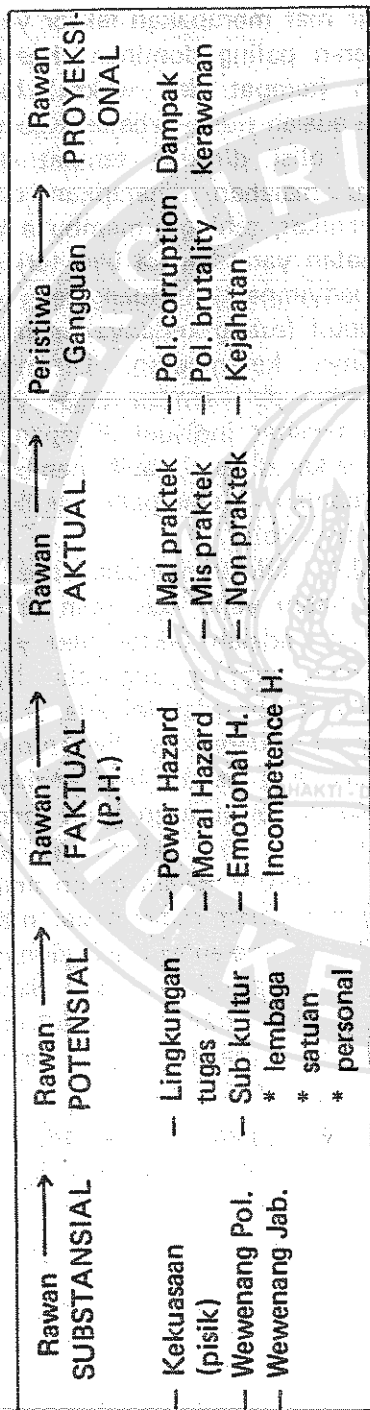 Rawan →
SUBSTANSIAL
– Kekuasaan
(pisik)
– Wewenang Pol.
– Wewenang Jab.
Rawan →
POTENSIAL
– Lingkungan
tugas
– Sub kultur
* lembaga
* satuan
* personal
Rawan →
FAKTUAL
(P.H.)
– Power Hazard
– Moral Hazard
– Emotional H.
– Incompetence H.
Rawan →
AKTUAL
– Mal praktek
– Mis praktek
– Non praktek
Peristiwa →
Gangguan
– Pol. corruption
– Pol. brutality
– Kejahatan
Rawan
PROYEKSI-
ONAL
Dampak
kerawanan